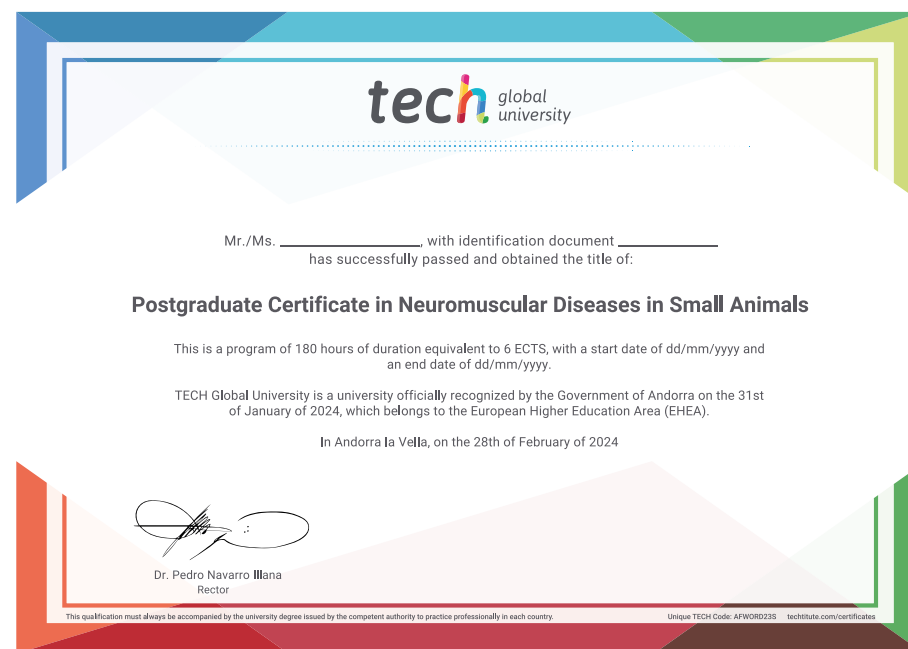 tech global university
Mr./Ms. ____________________, with identification document ______________
has successfully passed and obtained the title of:
Postgraduate Certificate in Neuromuscular Diseases in Small Animals
This is a program of 180 hours of duration equivalent to 6 ECTS, with a start date of dd/mm/yyyy and
an end date of dd/mm/yyyy.
TECH Global University is a university officially recognized by the Government of Andorra on the 31st
of January of 2024, which belongs to the European Higher Education Area (EHEA).
In Andorra la Vella, on the 28th of February of 2024
Dr. Pedro Navarro Illana
Rector
This qualification must always be accompanied by the university degree issued by the competent authority to practice professionally in each country.
Unique TECH Code: AFWORD23S techtitute.com/certificates